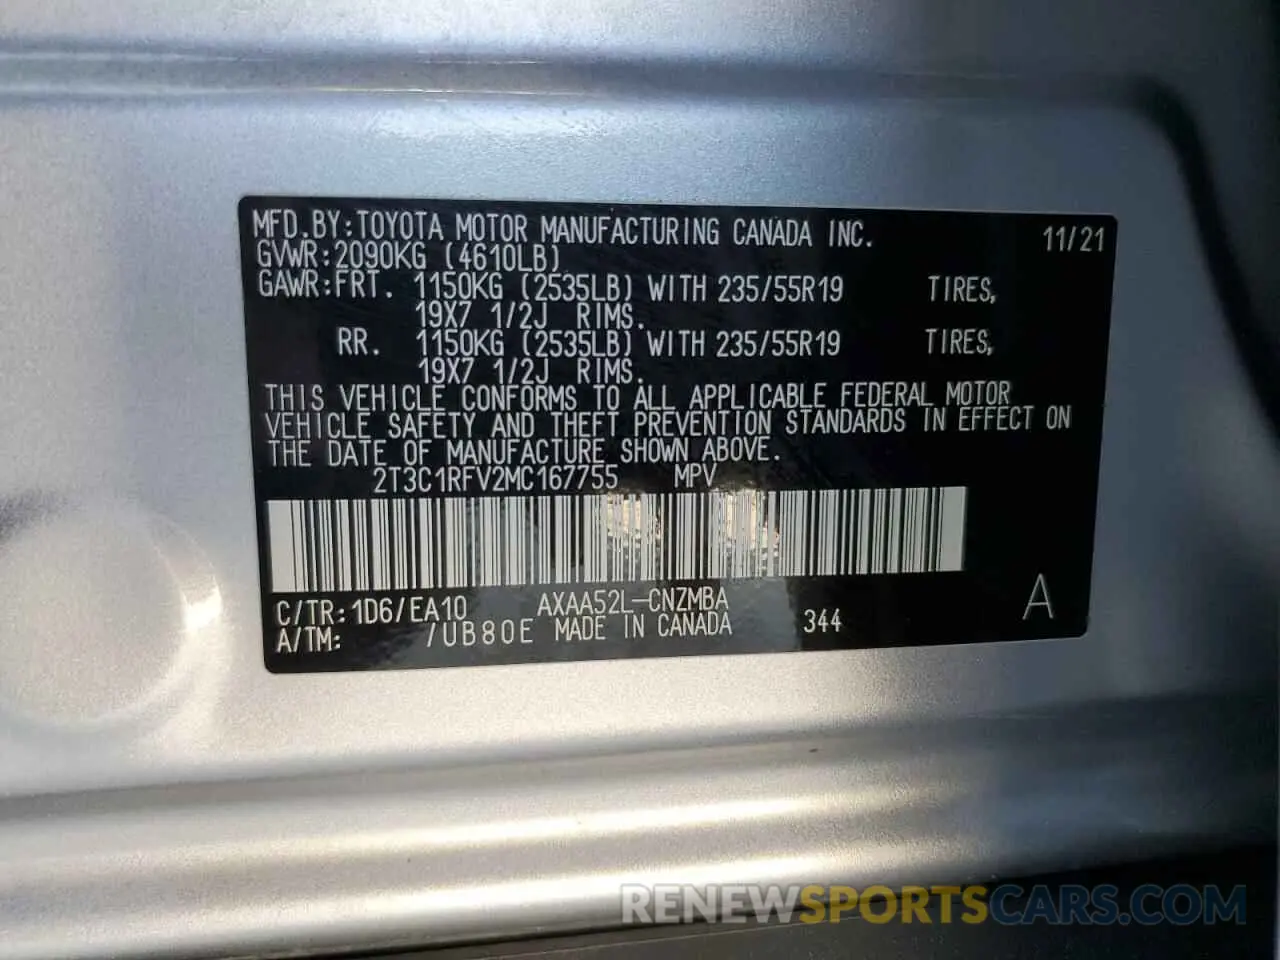 MFD.BY:TOYOTA MOTOR MANUFACTURING CANADA INC. 11/21
GVWR:2090KG (4610LB)
GAWR:FRT. 1150KG (2535LB) WITH 235/55R19 TIRES,
19X7 1/2J RIMS.
RR. 1150KG (2535LB) WITH 235/55R19 TIRES,
19X7 1/2J RIMS.
THIS VEHICLE CONFORMS TO ALL APPLICABLE FEDERAL MOTOR
VEHICLE SAFETY AND THEFT PREVENTION STANDARDS IN EFFECT ON
THE DATE OF MANUFACTURE SHOWN ABOVE.
2T3C1RFV2MC167755 MPV
C/TR:1D6/EA10 AXAA52L-CNZMBA A
A/TM: /UB80E MADE IN CANADA 344
RENEWSPORTSCARS.COM